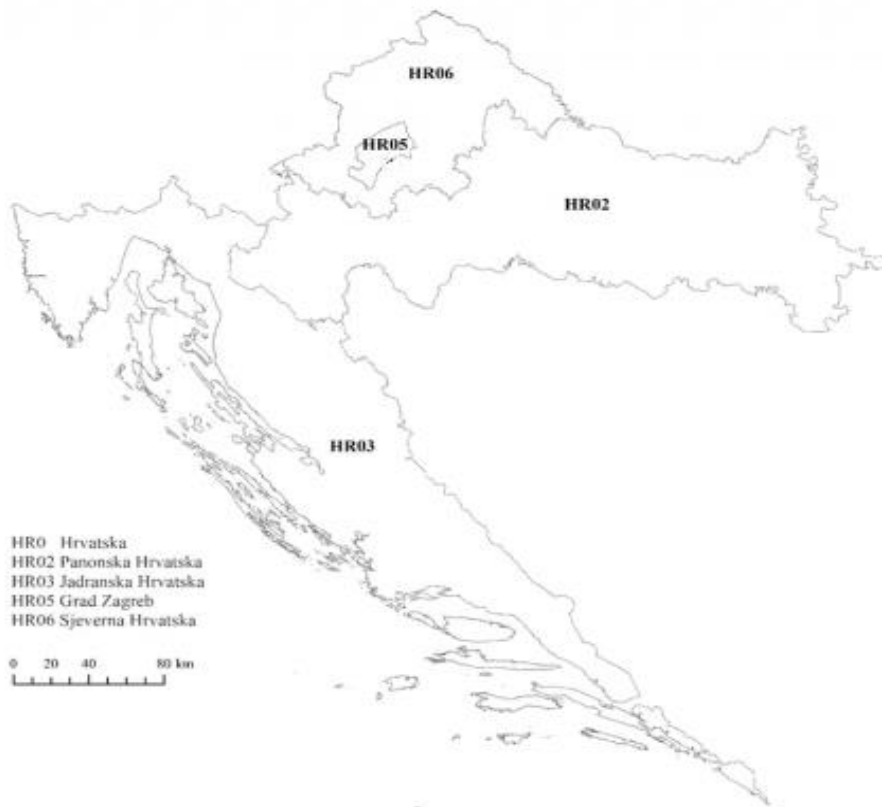 HR06
HR05
HR02
HR03
HR0 Hrvatska
HR02 Panonska Hrvatska
HR03 Jadranska Hrvatska
HR05 Grad Zagreb
HR06 Sjeverna Hrvatska
0 20 40 80 km